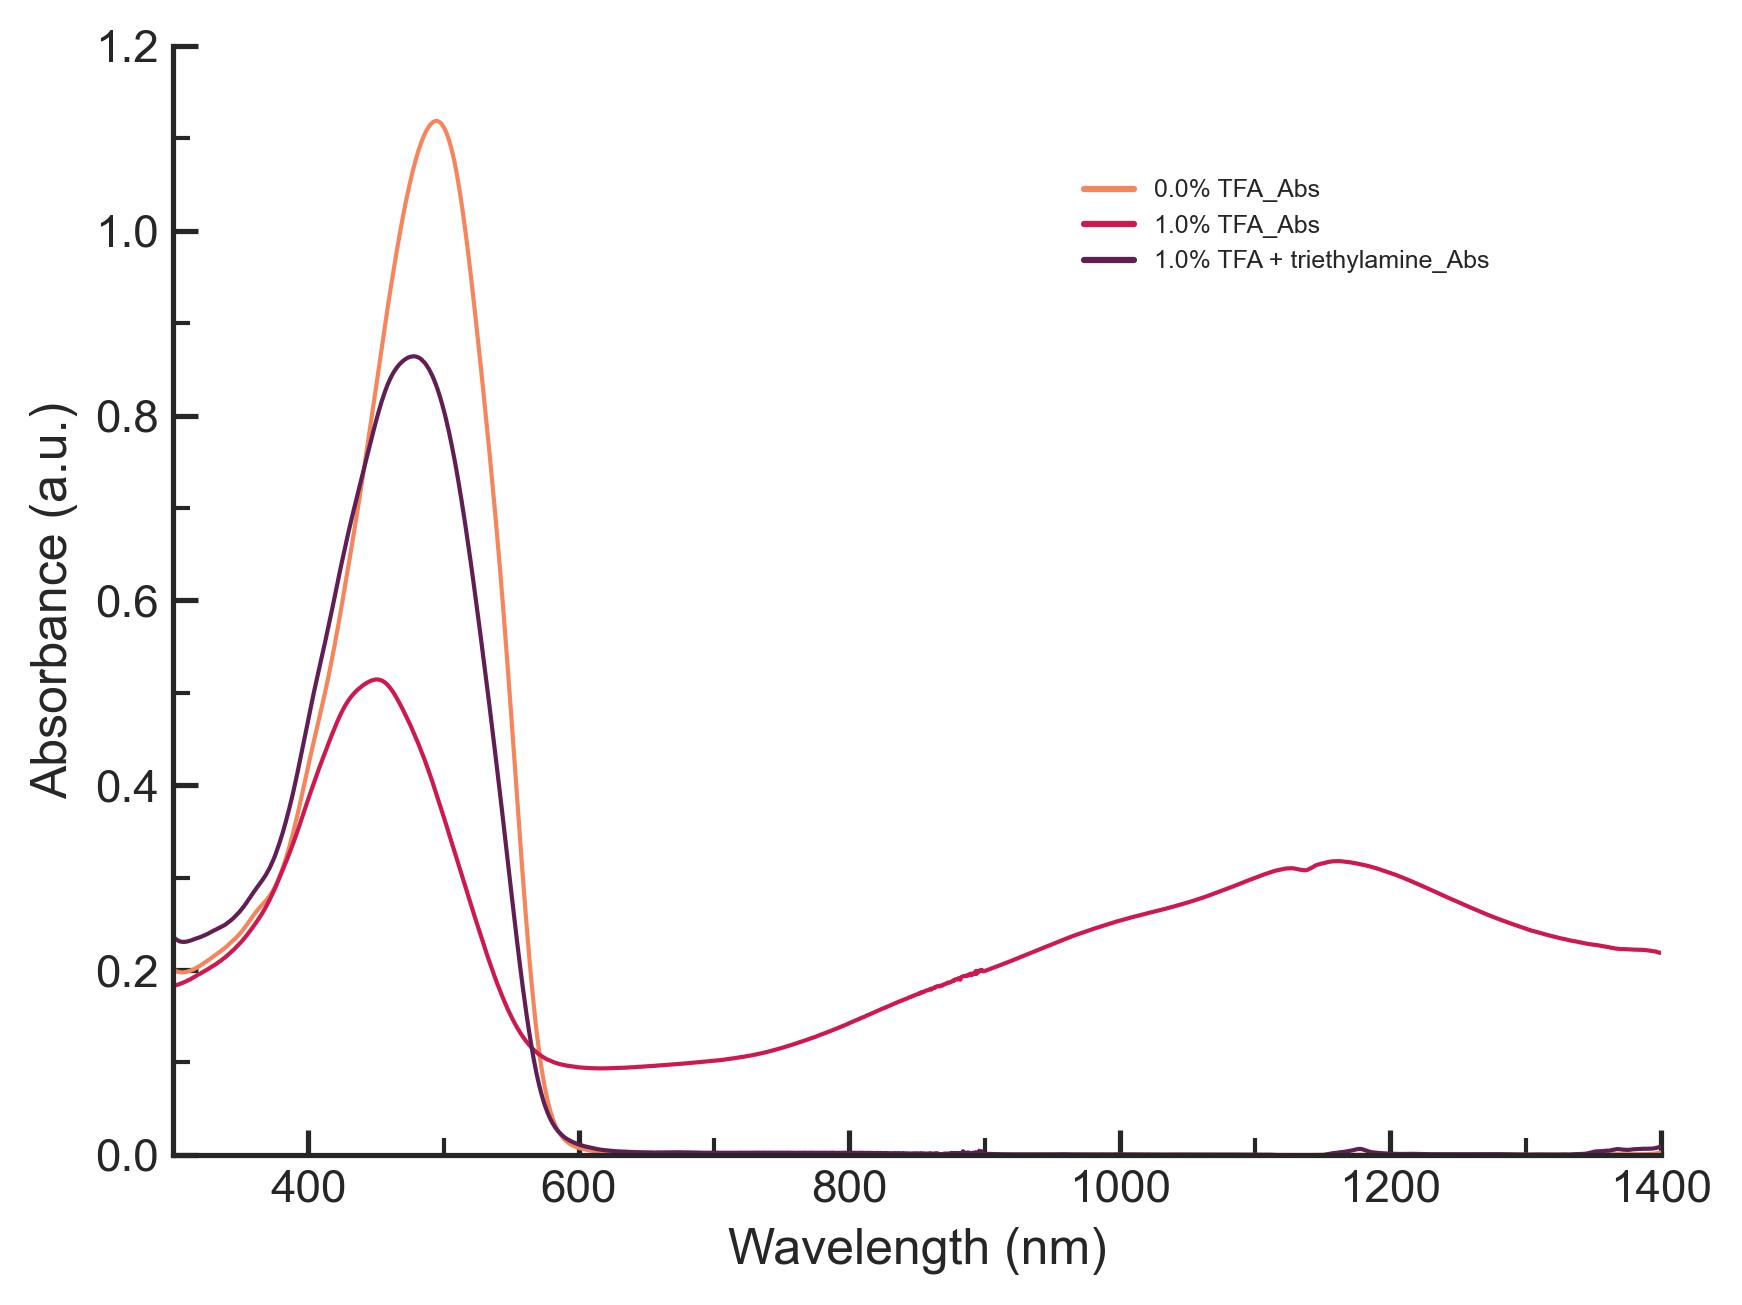 1.2
1.0
0.8
0.6
0.4
0.2
0.0
Absorbance (a.u.)
0.0% TFA_Abs
1.0% TFA_Abs
1.0% TFA + triethylamine_Abs
400 600 800 1000 1200 1400
Wavelength (nm)